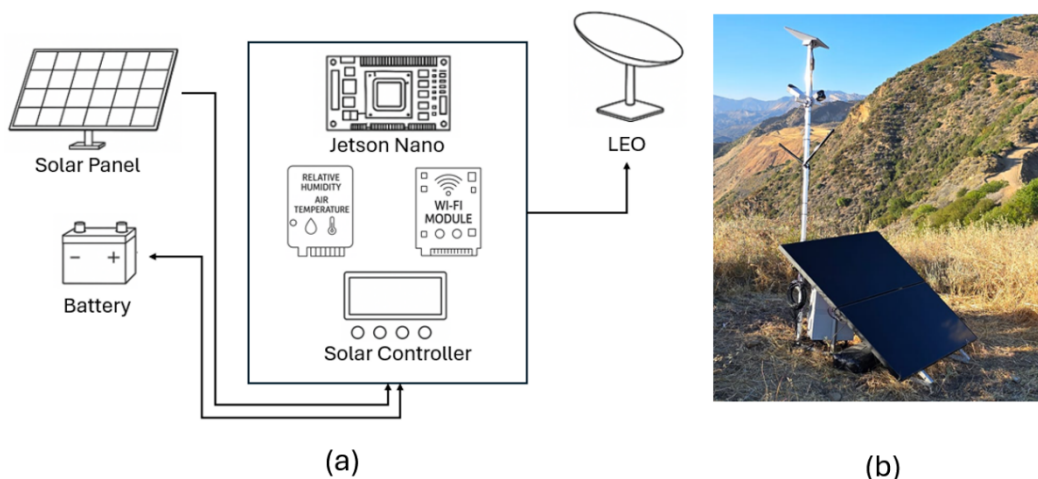 Solar Panel
Battery
− +
Jetson Nano
RELATIVE
HUMIDITY
AIR
TEMPERATURE
WI-FI
MODULE
Solar Controller
LEO
(a)
(b)